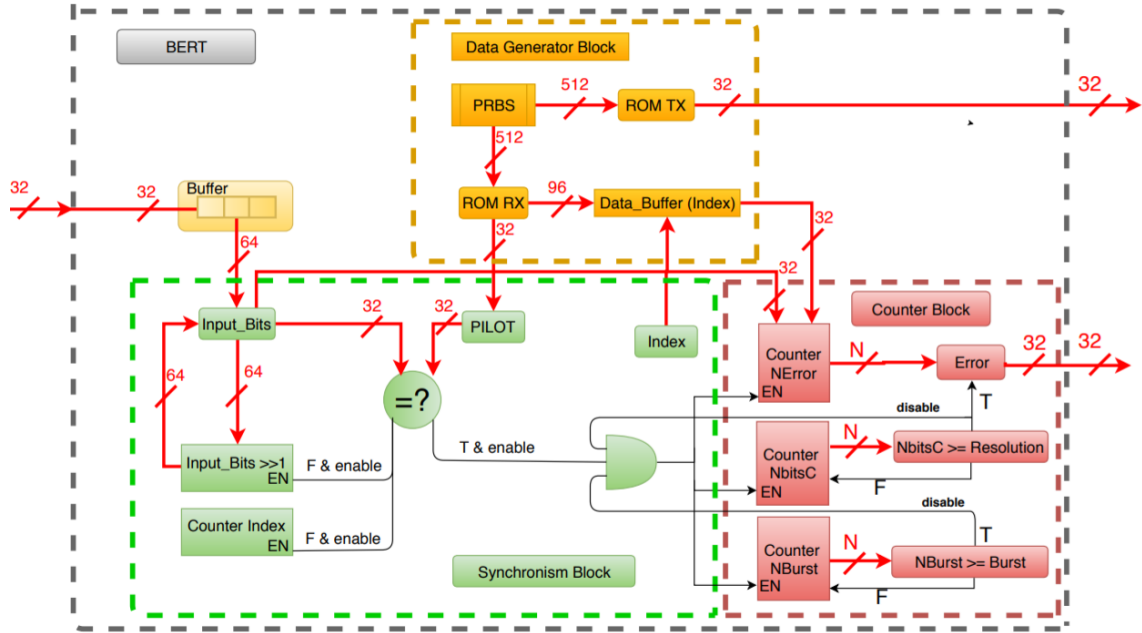 BERT
Data Generator Block
PRBS
512
ROM TX
32
32
512
32
32
Buffer
ROM RX
96
Data_Buffer (Index)
32
64
32
32
Input_Bits
32
32
PILOT
Index
Counter Block
Counter
NError
EN
N
Error
32
32
64
64
=?
T
disable
Input_Bits >>1
EN
F & enable
T & enable
Counter
NbitsC
EN
N
NbitsC >= Resolution
F
disable
Counter Index
EN
F & enable
T
Counter
NBurst
EN
N
NBurst >= Burst
F
Synchronism Block